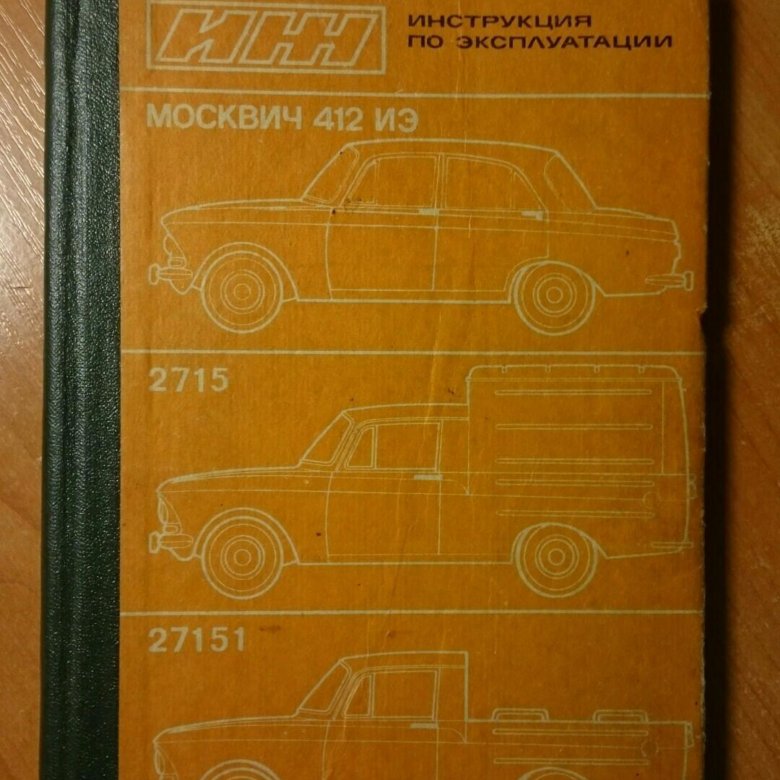 ИЖ
ИНСТРУКЦИЯ
ПО ЭКСПЛУАТАЦИИ
МОСКВИЧ 412 ИЭ
2715
27151